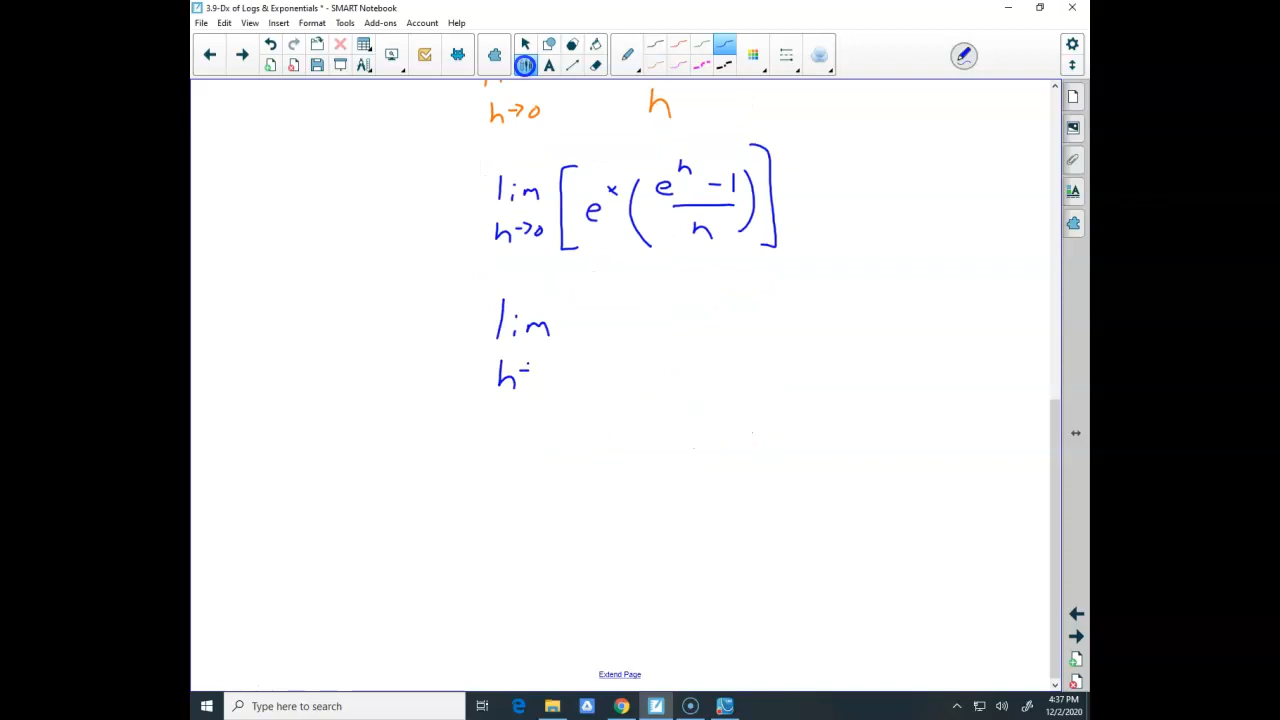 3.9-Dx of Logs & Exponentials * - SMART Notebook
File Edit View Insert Format Tools Add-ons Account Help
h→0 h
lim [e^x ((e^h - 1)/h)]
h→0
lim
h
Extend Page
Type here to search
4:37 PM
12/2/2020